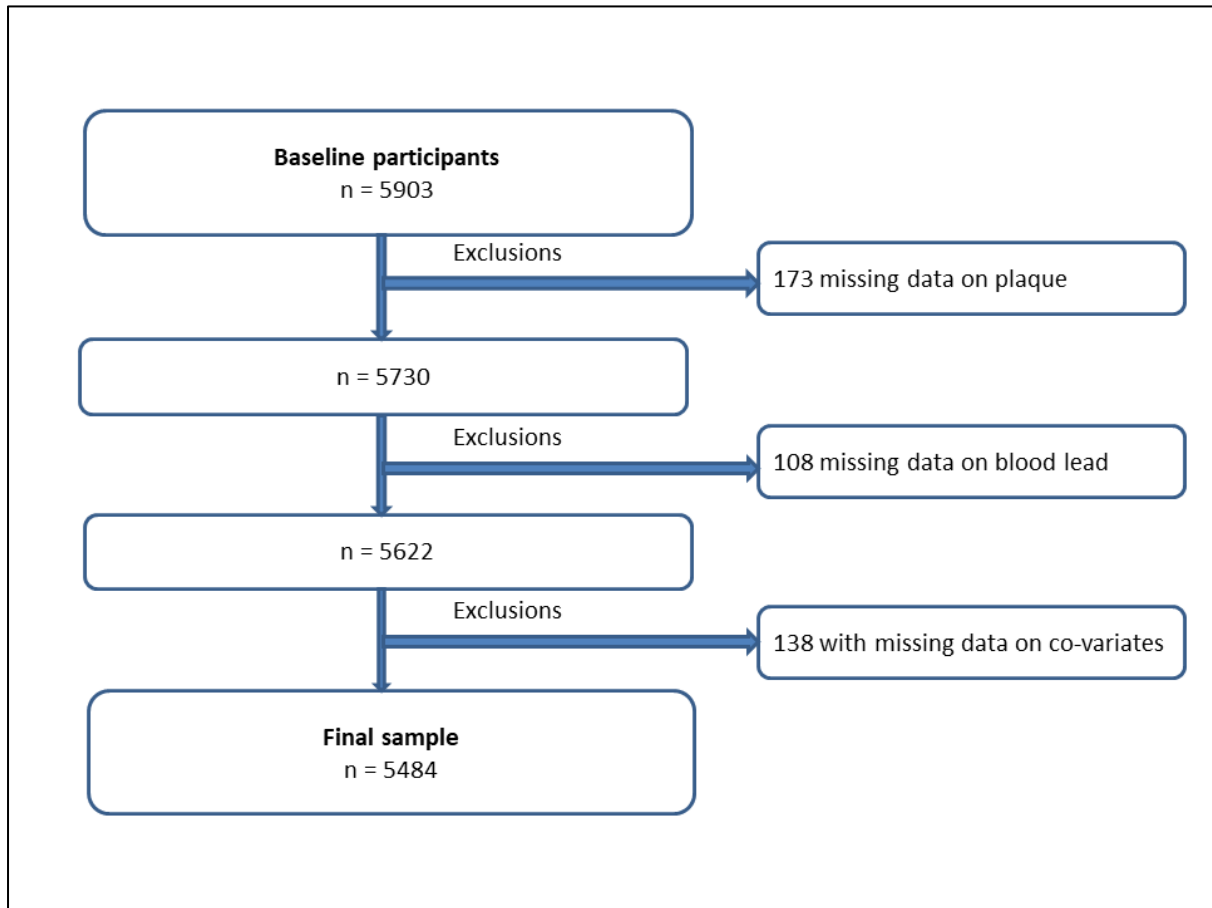 Baseline participants
n = 5903
Exclusions
173 missing data on plaque
n = 5730
Exclusions
108 missing data on blood lead
n = 5622
Exclusions
138 with missing data on co-variates
Final sample
n = 5484